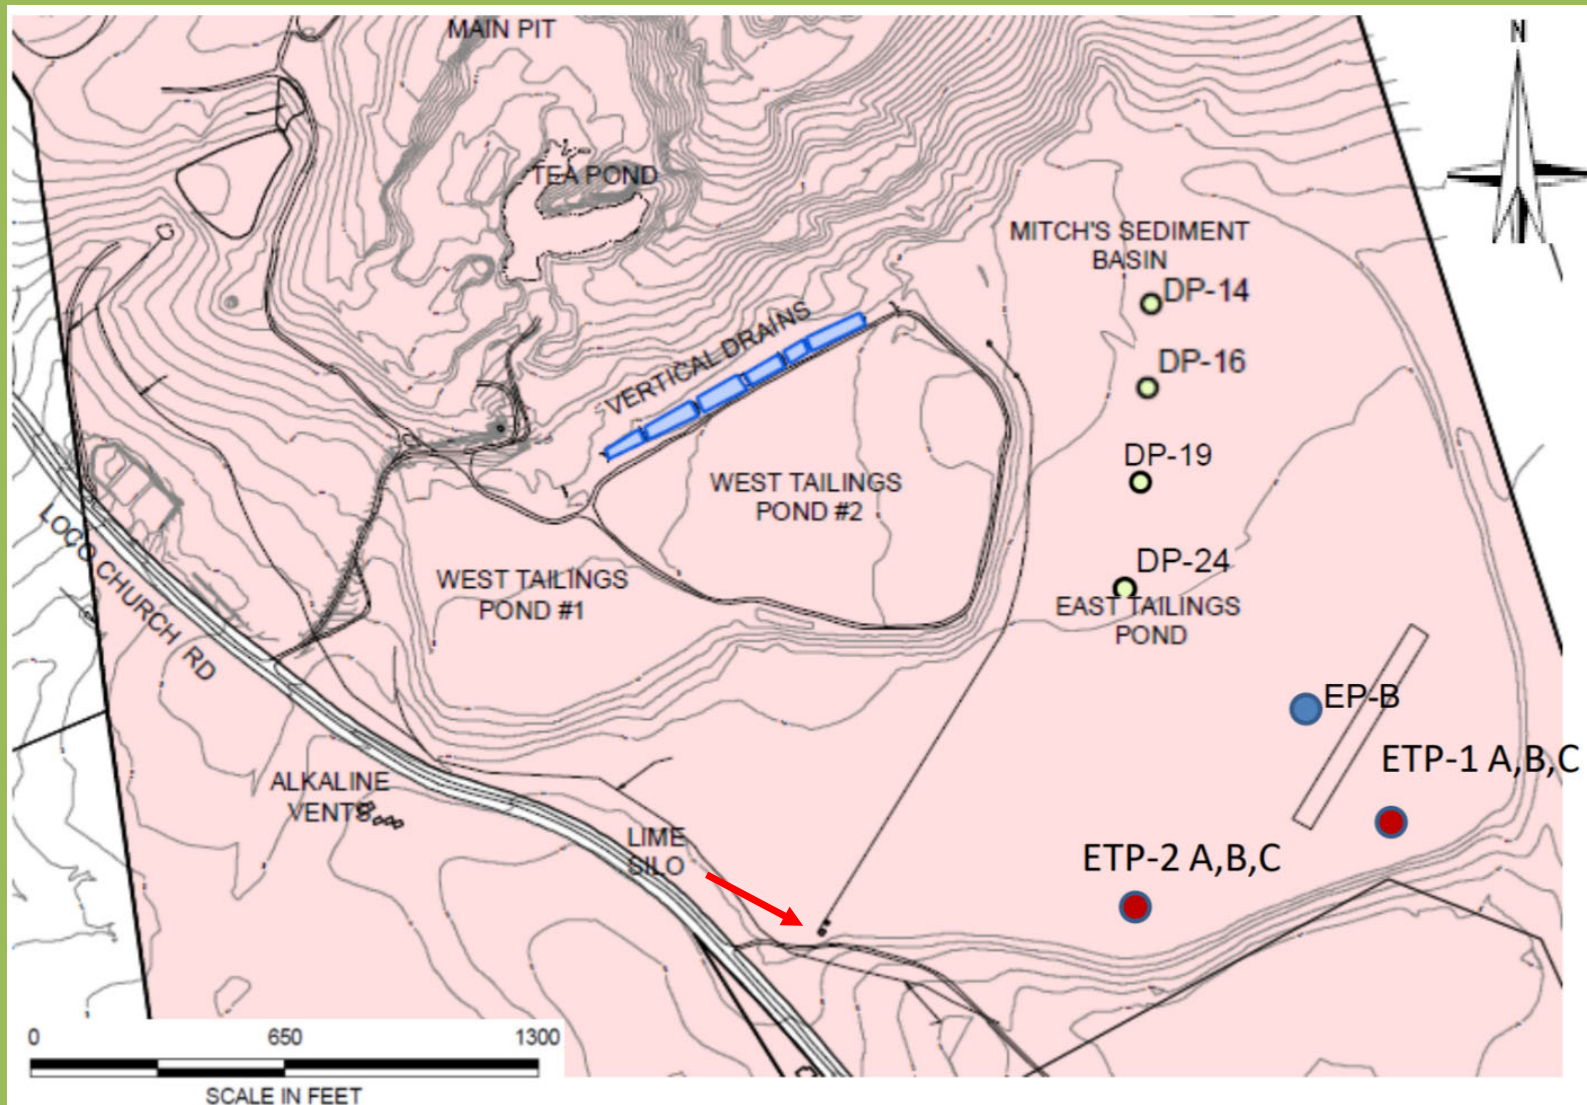 MAIN PIT
N
TEA POND
MITCH'S SEDIMENT
BASIN
DP-14
VERTICAL DRAINS
DP-16
DP-19
WEST TAILINGS
POND #2
LOCO CHURCH RD
DP-24
WEST TAILINGS
POND #1
EAST TAILINGS
POND
EP-B
ETP-1 A,B,C
ALKALINE
VENTS
LIME
SILO
ETP-2 A,B,C
0 650 1300
SCALE IN FEET